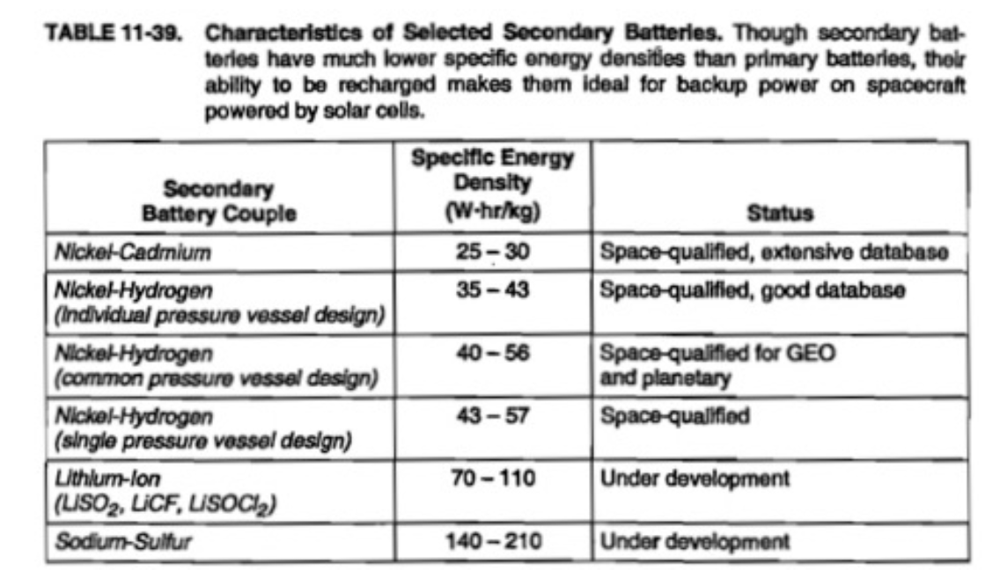 TABLE 11-39. Characteristics of Selected Secondary Batteries. Though secondary bat-
teries have much lower specific energy densities than primary batteries, their
ability to be recharged makes them ideal for backup power on spacecraft
powered by solar cells.
Secondary
Battery Couple
Specific Energy
Density
(W·hr/kg)
Status
Nickel-Cadmium
25 – 30
Space-qualified, extensive database
Nickel-Hydrogen
(individual pressure vessel design)
35 – 43
Space-qualified, good database
Nickel-Hydrogen
(common pressure vessel design)
40 – 56
Space-qualified for GEO
and planetary
Nickel-Hydrogen
(single pressure vessel design)
43 – 57
Space-qualified
Lithium-Ion
(LiSO₂, LiCF, LiSOCl₂)
70 – 110
Under development
Sodium-Sulfur
140 – 210
Under development